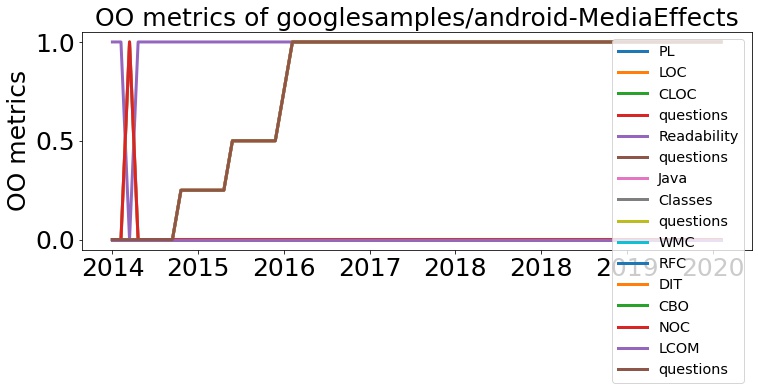 OO metrics of googlesamples/android-MediaEffects
OO metrics
1.0
0.5
0.0
2014 2015 2016 2017 2018 2018 2019 2020
PL
LOC
CLOC
questions
Readability
questions
Java
Classes
questions
WMC
RFC
DIT
CBO
NOC
LCOM
questions